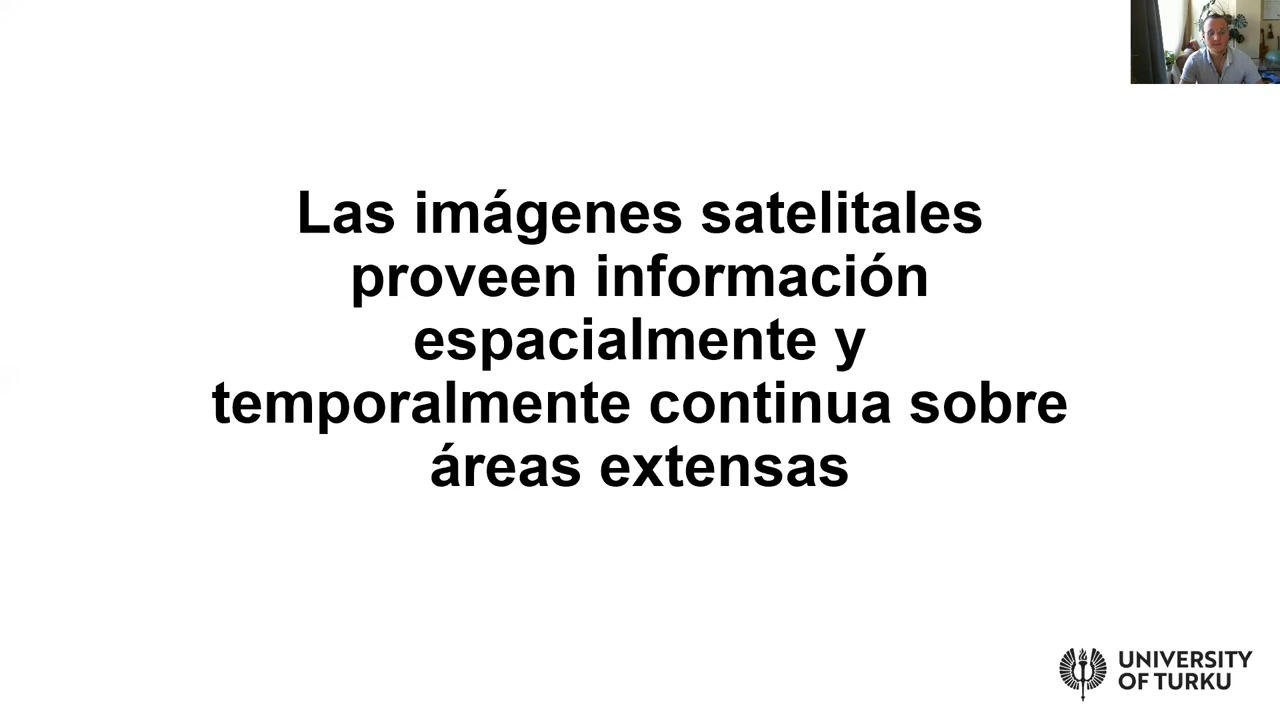 Las imágenes satelitales
proveen información
espacialmente y
temporalmente continua sobre
áreas extensas
UNIVERSITY
OF TURKU